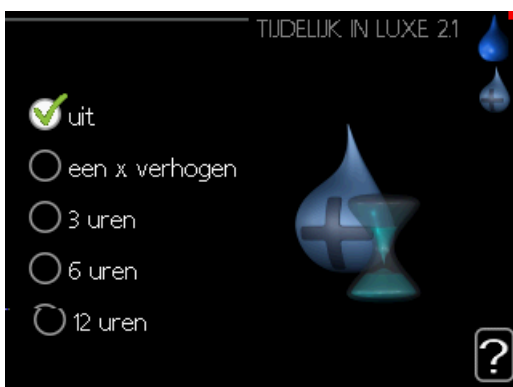 TIJDELIJK IN LUXE 2.1
uit
een x verhogen
3 uren
6 uren
12 uren
?